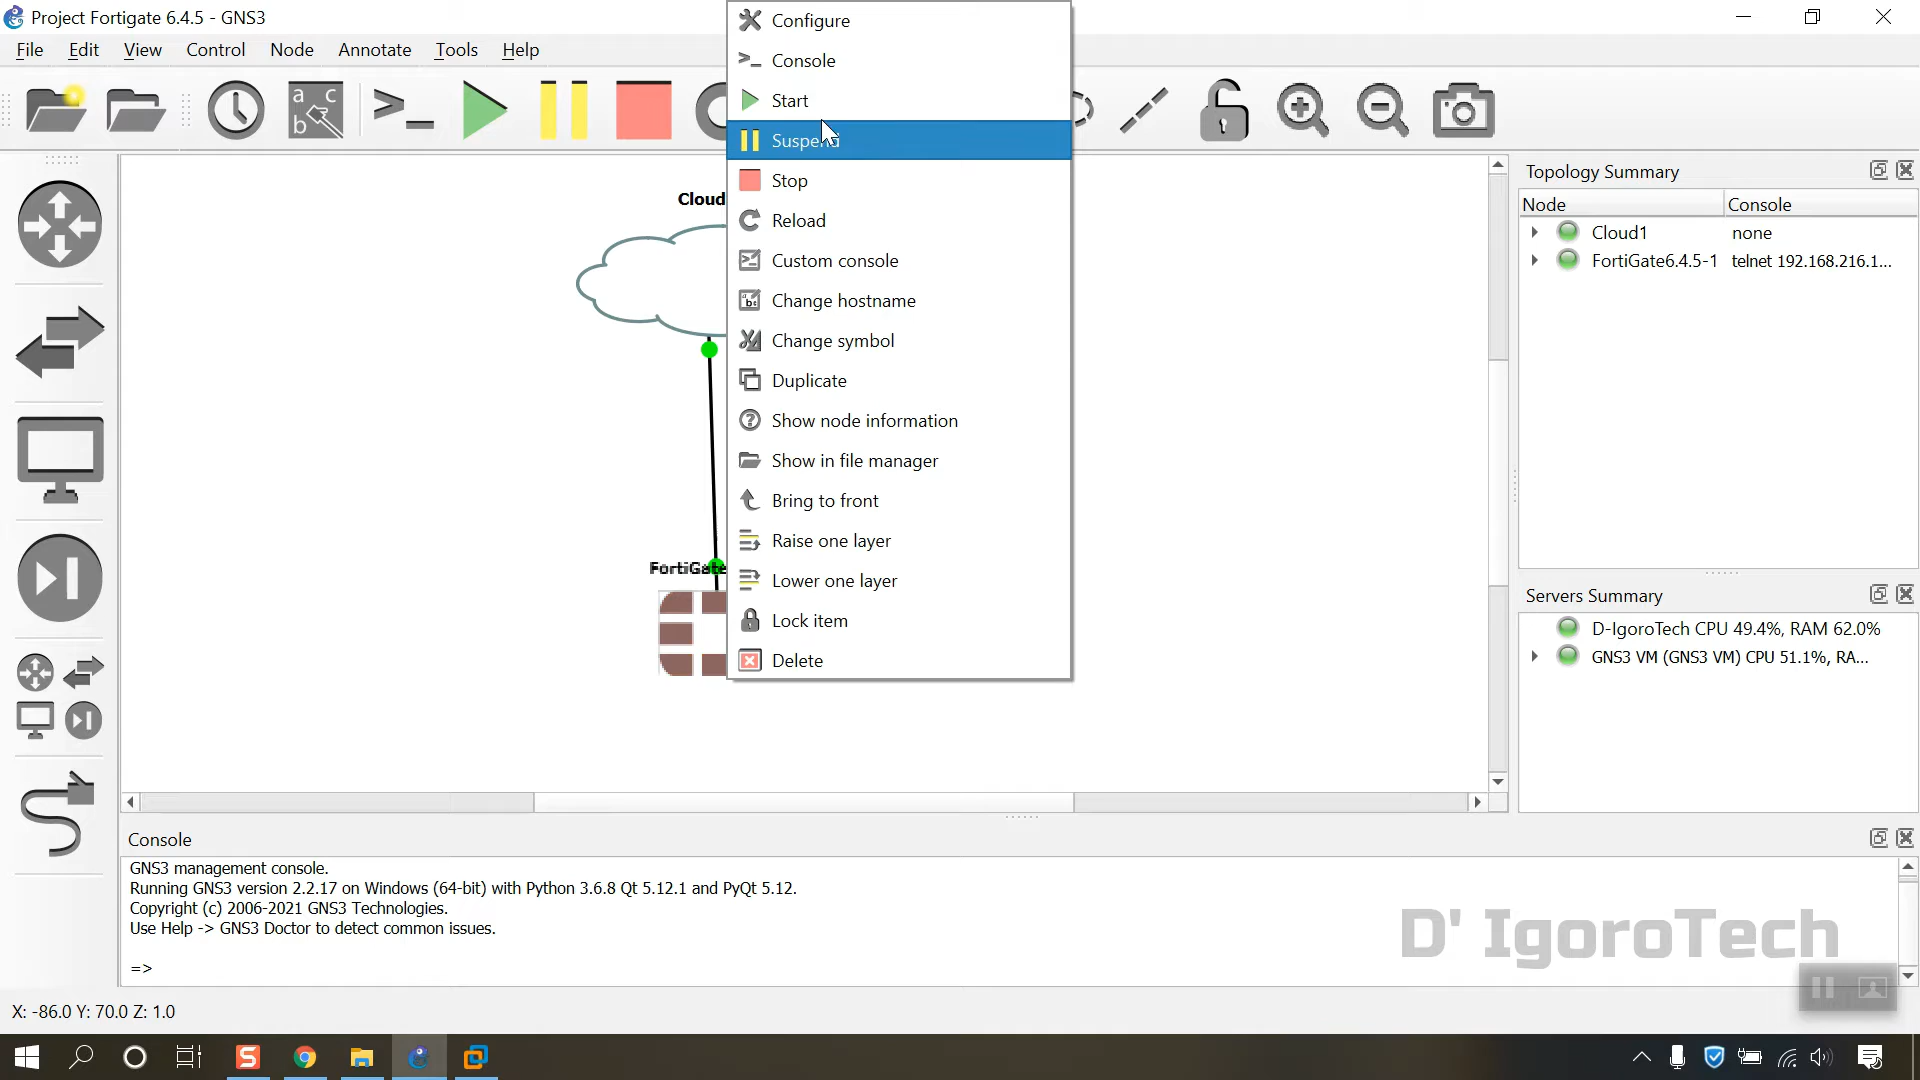 Project Fortigate 6.4.5 - GNS3
File Edit View Control Node Annotate Tools Help
Configure
Console
Start
Suspend
Stop
Reload
Custom console
Change hostname
Change symbol
Duplicate
Show node information
Show in file manager
Bring to front
Raise one layer
Lower one layer
Lock item
Delete
a c
b
Cloud
FortiGate
Topology Summary
Node Console
Cloud1 none
FortiGate6.4.5-1 telnet 192.168.216.1...
Servers Summary
D-IgoroTech CPU 49.4%, RAM 62.0%
GNS3 VM (GNS3 VM) CPU 51.1%, RA...
Console
GNS3 management console.
Running GNS3 version 2.2.17 on Windows (64-bit) with Python 3.6.8 Qt 5.12.1 and PyQt 5.12.
Copyright (c) 2006-2021 GNS3 Technologies.
Use Help -> GNS3 Doctor to detect common issues.
=>
D' IgoroTech
X: -86.0 Y: 70.0 Z: 1.0